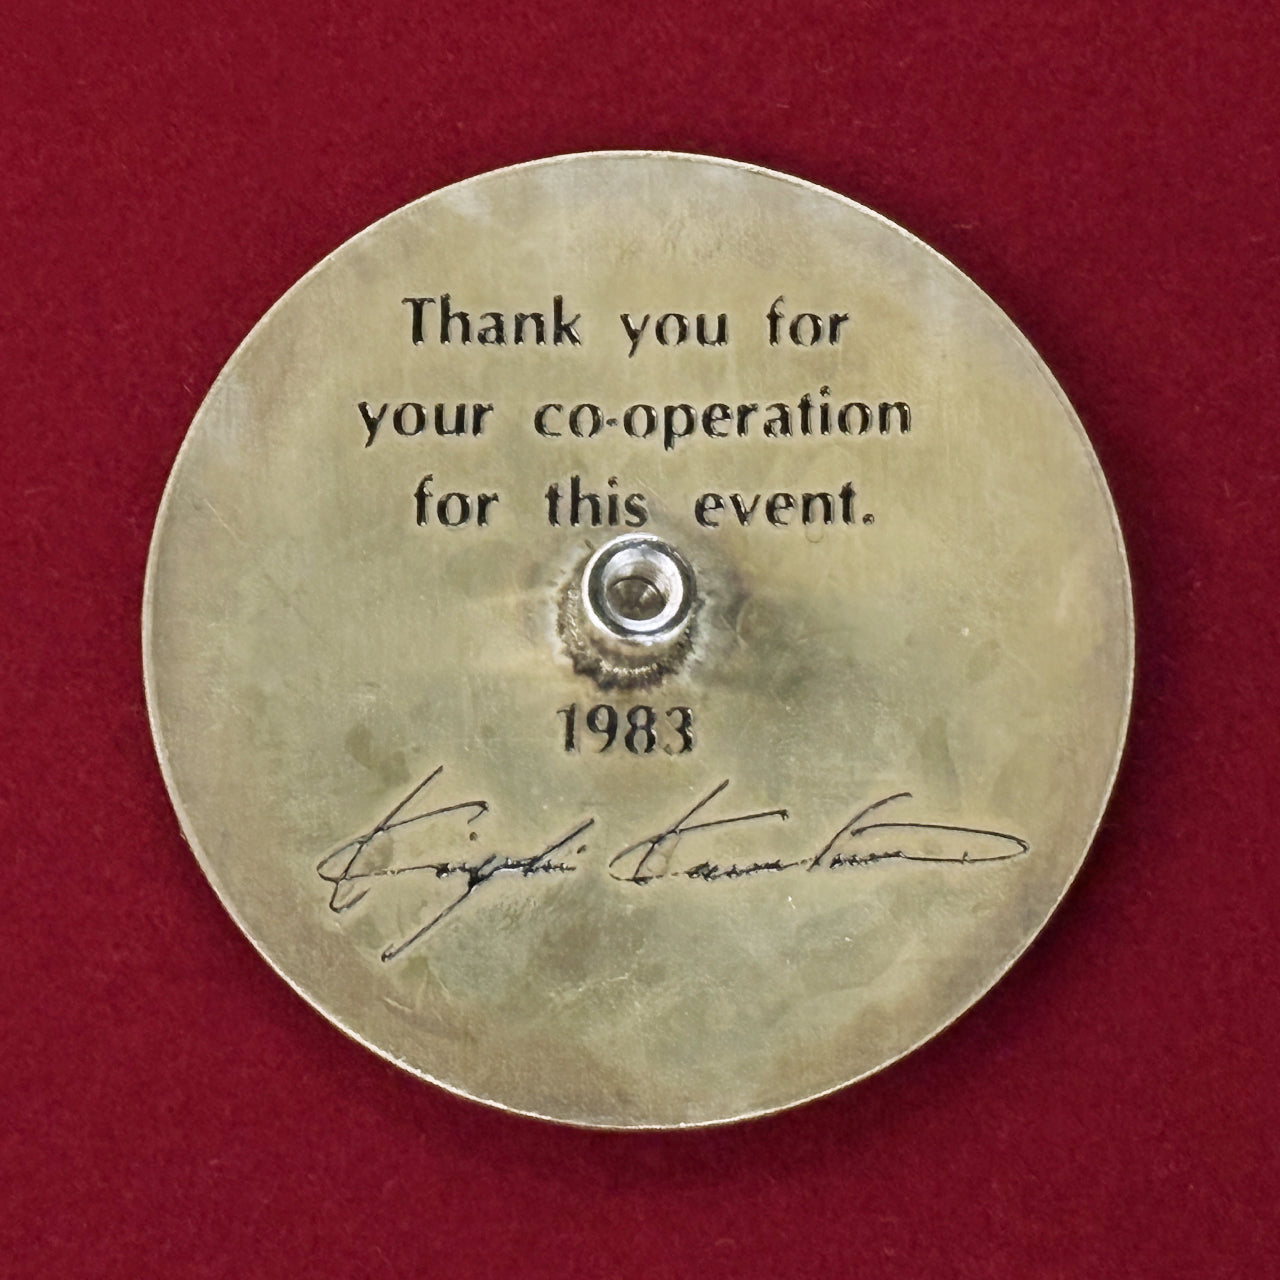 Thank you for
your co-operation
for this event.
1983